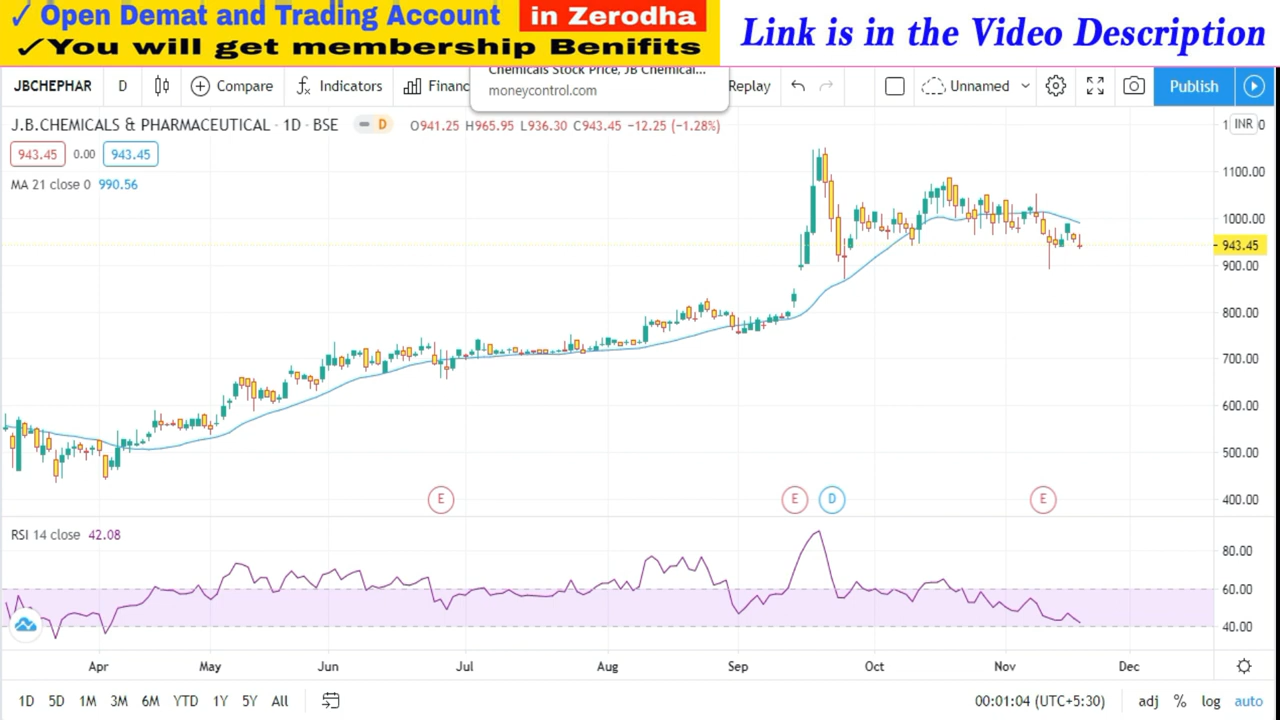 ✓ Open Demat and Trading Account in Zerodha
✓You will get membership Benifits
Link is in the Video Description
JBCHEPHAR D Compare Indicators Financ Replay Unnamed Publish
Chemicals Stock Price, JB Chemical...
moneycontrol.com
J.B.CHEMICALS & PHARMACEUTICAL · 1D · BSE D O941.25 H965.95 L936.30 C943.45 −12.25 (−1.28%)
INR
943.45 0.00 943.45
MA 21 close 0 990.56
1100.00
1000.00
943.45
900.00
800.00
700.00
600.00
500.00
400.00
E E D E
RSI 14 close 42.08
80.00
60.00
40.00
Apr May Jun Jul Aug Sep Oct Nov Dec
1D 5D 1M 3M 6M YTD 1Y 5Y All 00:01:04 (UTC+5:30) adj % log auto